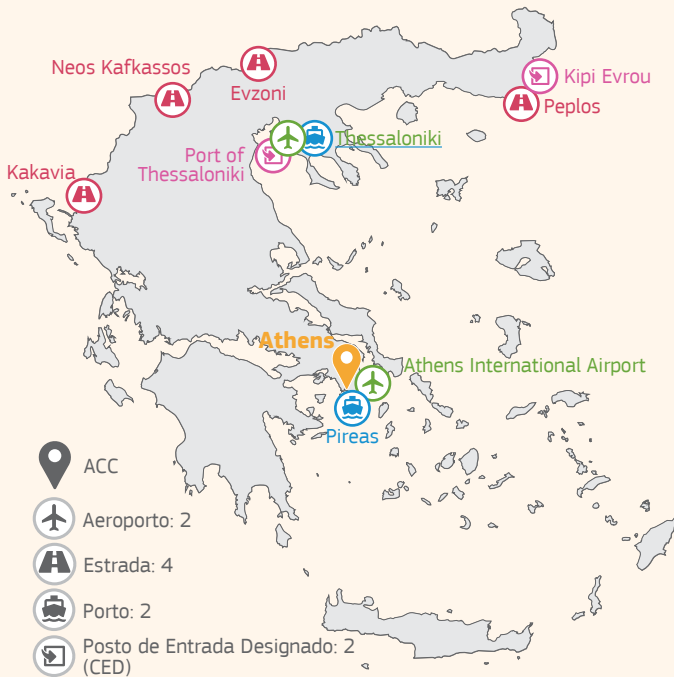 Neos Kafkassos
Evzoni
Kipi Evrou
Peplos
Thessaloniki
Port of
Thessaloniki
Kakavia
Athens
Athens International Airport
Pireas
ACC
Aeroporto: 2
Estrada: 4
Porto: 2
Posto de Entrada Designado: 2
(CED)